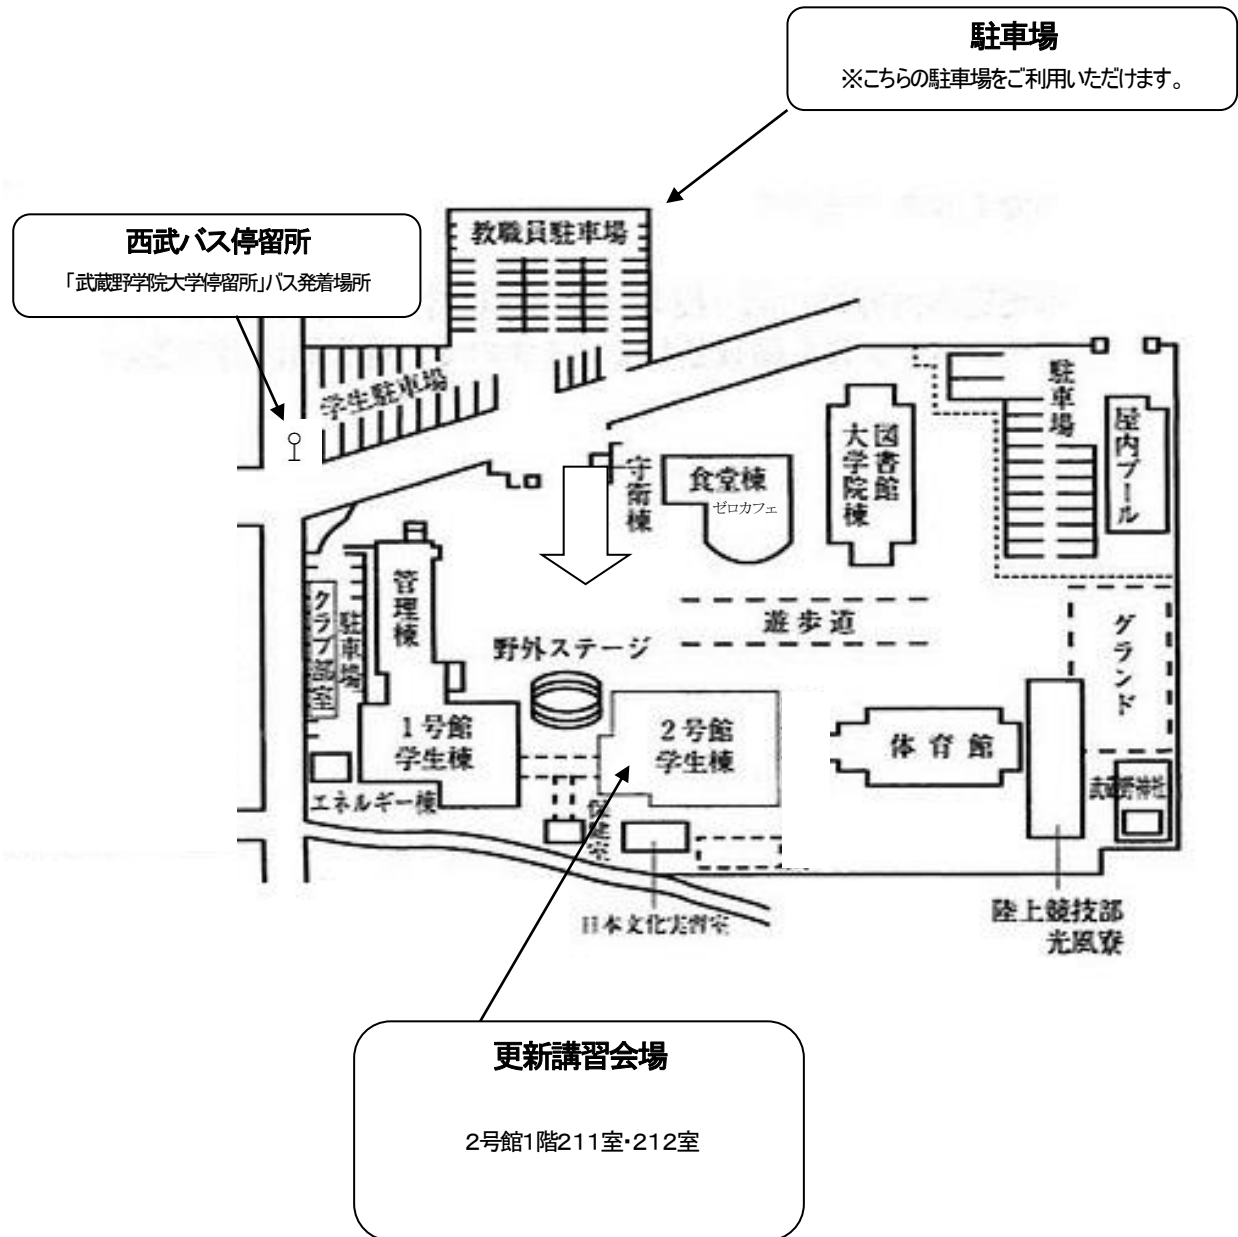 駐車場
※こちらの駐車場をご利用いただけます。
西武バス停留所
「武蔵野学院大学停留所」バス発着場所
教職員駐車場
学生駐車場
守衛棟
食堂棟
ゼロカフェ
図書館
大学院棟
駐車場
屋内プール
管理棟
クラブ部室
駐車場
遊歩道
野外ステージ
グランド
1号館
学生棟
2号館
学生棟
体育館
エネルギー棟
保健室
武蔵野神社
日本文化実習室
陸上競技部
光風寮
更新講習会場
2号館1階211室・212室